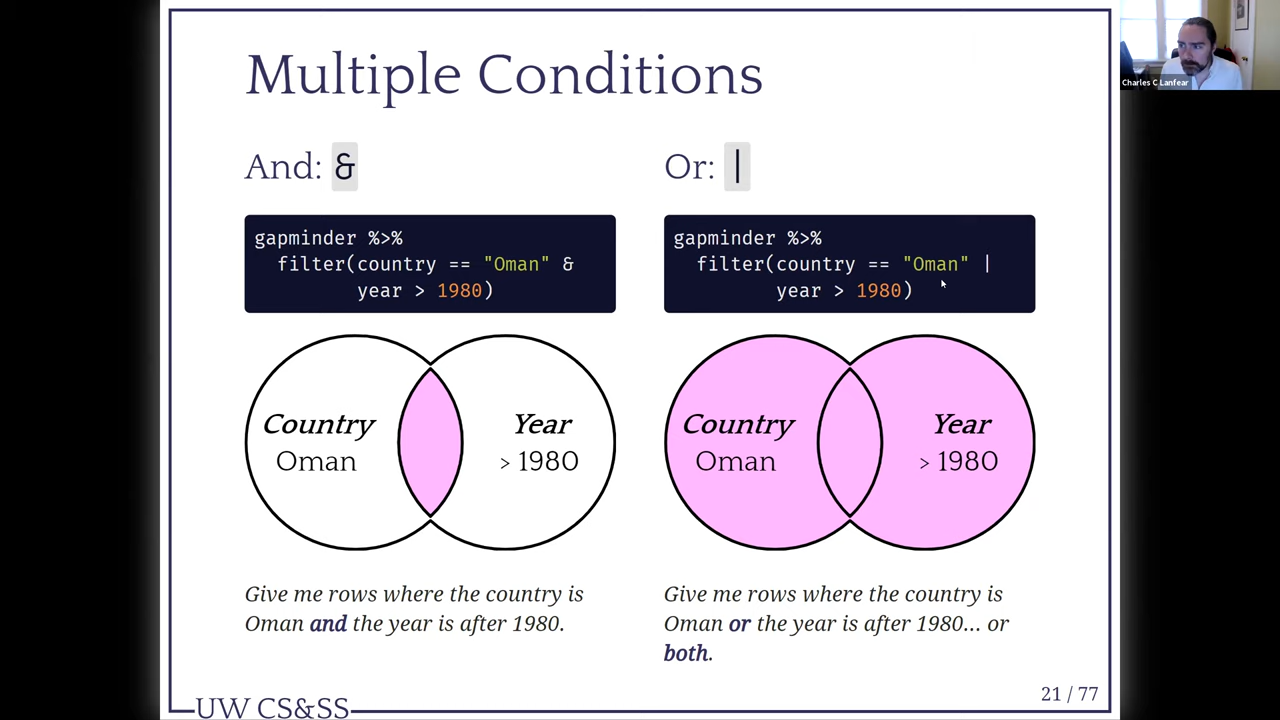 Multiple Conditions
And: &
gapminder %>%
filter(country == "Oman" &
year > 1980)
Country
Oman
Year
> 1980
Give me rows where the country is
Oman and the year is after 1980.
Or: |
gapminder %>%
filter(country == "Oman" |
year > 1980)
Country
Oman
Year
> 1980
Give me rows where the country is
Oman or the year is after 1980... or
both.
UW CS&SS
21 / 77
Charles C Lanfear